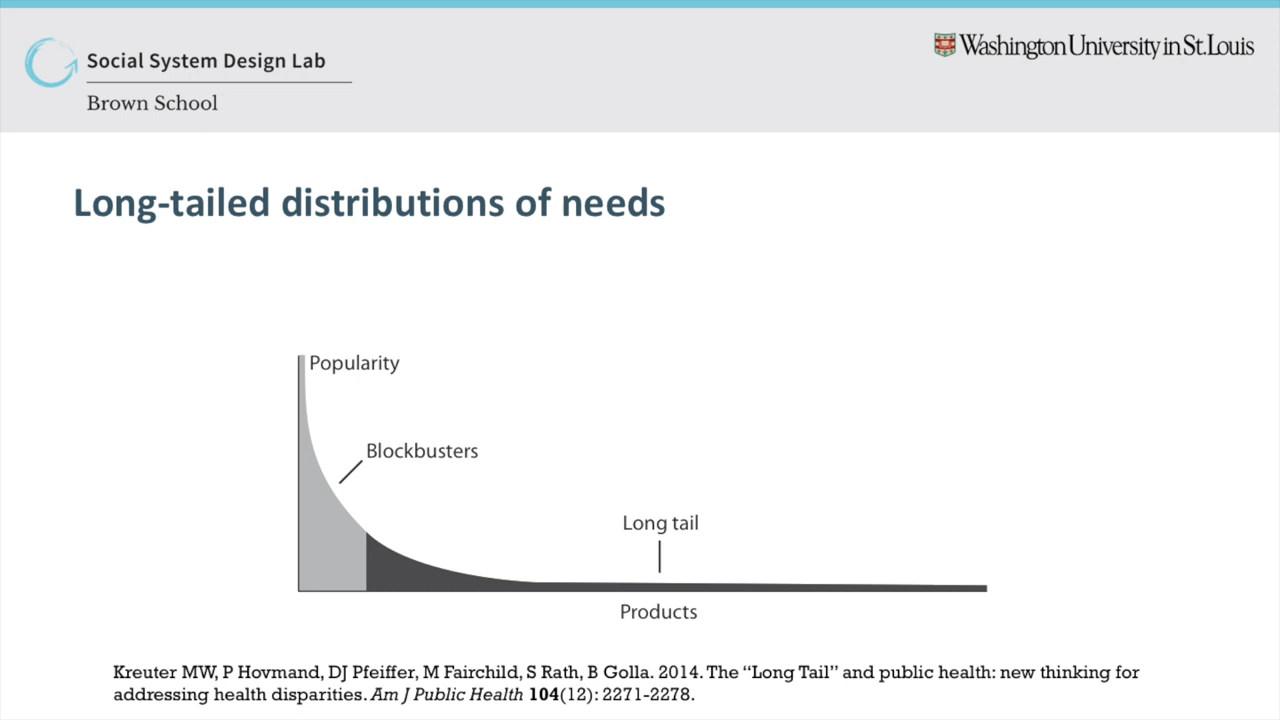 Social System Design Lab
Brown School
Washington University in St. Louis
Long-tailed distributions of needs
Popularity
Blockbusters
Long tail
Products
Kreuter MW, P Hovmand, DJ Pfeiffer, M Fairchild, S Rath, B Golla. 2014. The “Long Tail” and public health: new thinking for
addressing health disparities. Am J Public Health 104(12): 2271-2278.